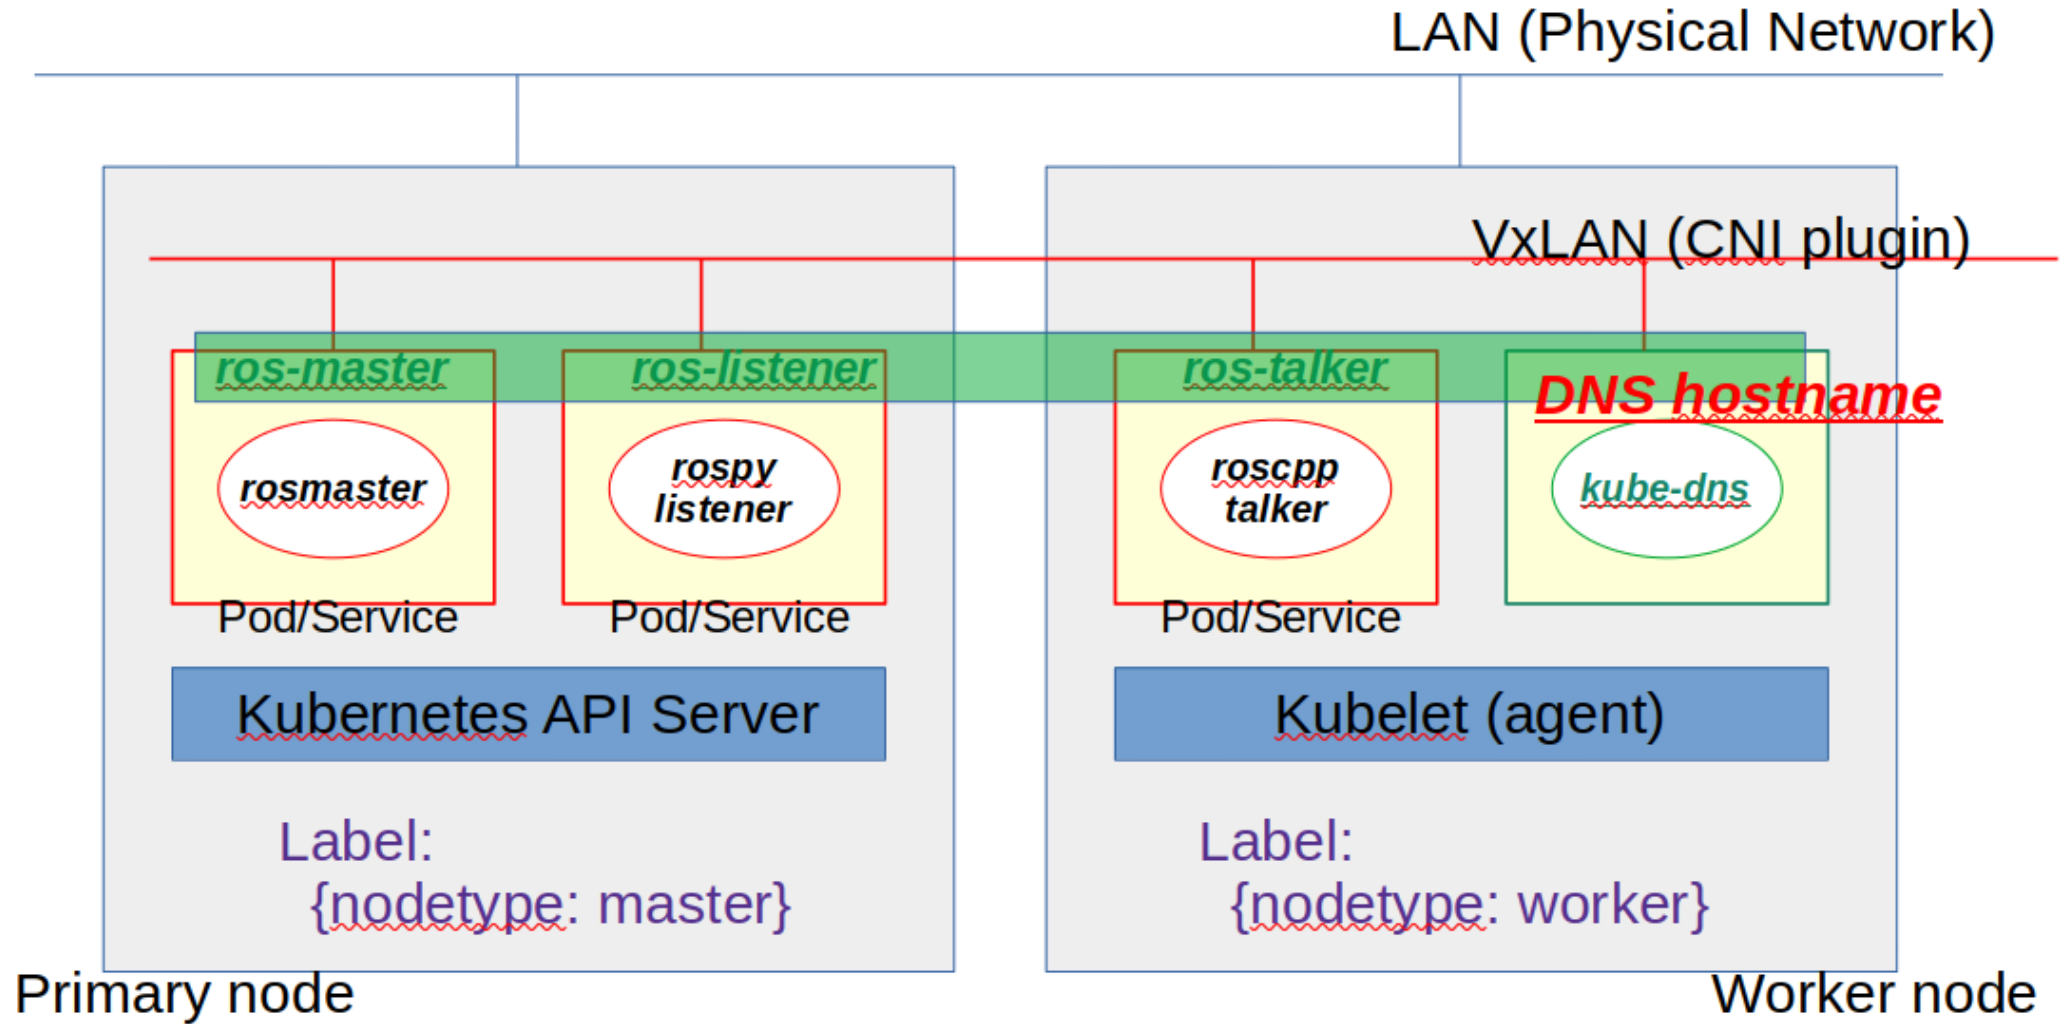 LAN (Physical Network)
VxLAN (CNI plugin)
ros-master
ros-listener
ros-talker
DNS hostname
rosmaster
rospy
listener
roscpp
talker
kube-dns
Pod/Service
Pod/Service
Pod/Service
Kubernetes API Server
Kubelet (agent)
Label:
{nodetype: master}
Label:
{nodetype: worker}
Primary node
Worker node